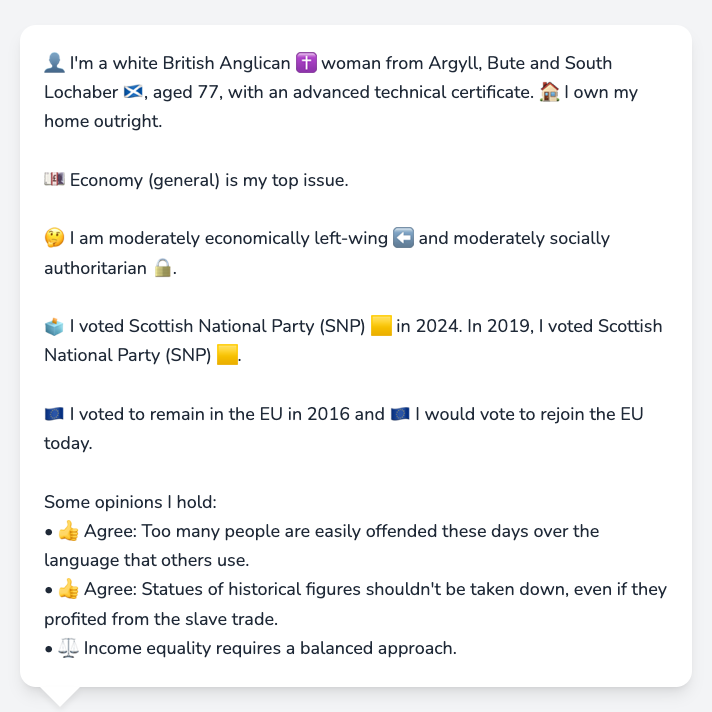 👤 I'm a white British Anglican ✝️ woman from Argyll, Bute and South
Lochaber 🏴󠁧󠁢󠁳󠁣󠁴󠁿, aged 77, with an advanced technical certificate. 🏠 I own my
home outright.
💷 Economy (general) is my top issue.
🤔 I am moderately economically left-wing ⬅️ and moderately socially
authoritarian 🔒.
🗳️ I voted Scottish National Party (SNP) 🟨 in 2024. In 2019, I voted Scottish
National Party (SNP) 🟨.
🇪🇺 I voted to remain in the EU in 2016 and 🇪🇺 I would vote to rejoin the EU
today.
Some opinions I hold:
• 👍 Agree: Too many people are easily offended these days over the
language that others use.
• 👍 Agree: Statues of historical figures shouldn't be taken down, even if they
profited from the slave trade.
• ⚖️ Income equality requires a balanced approach.